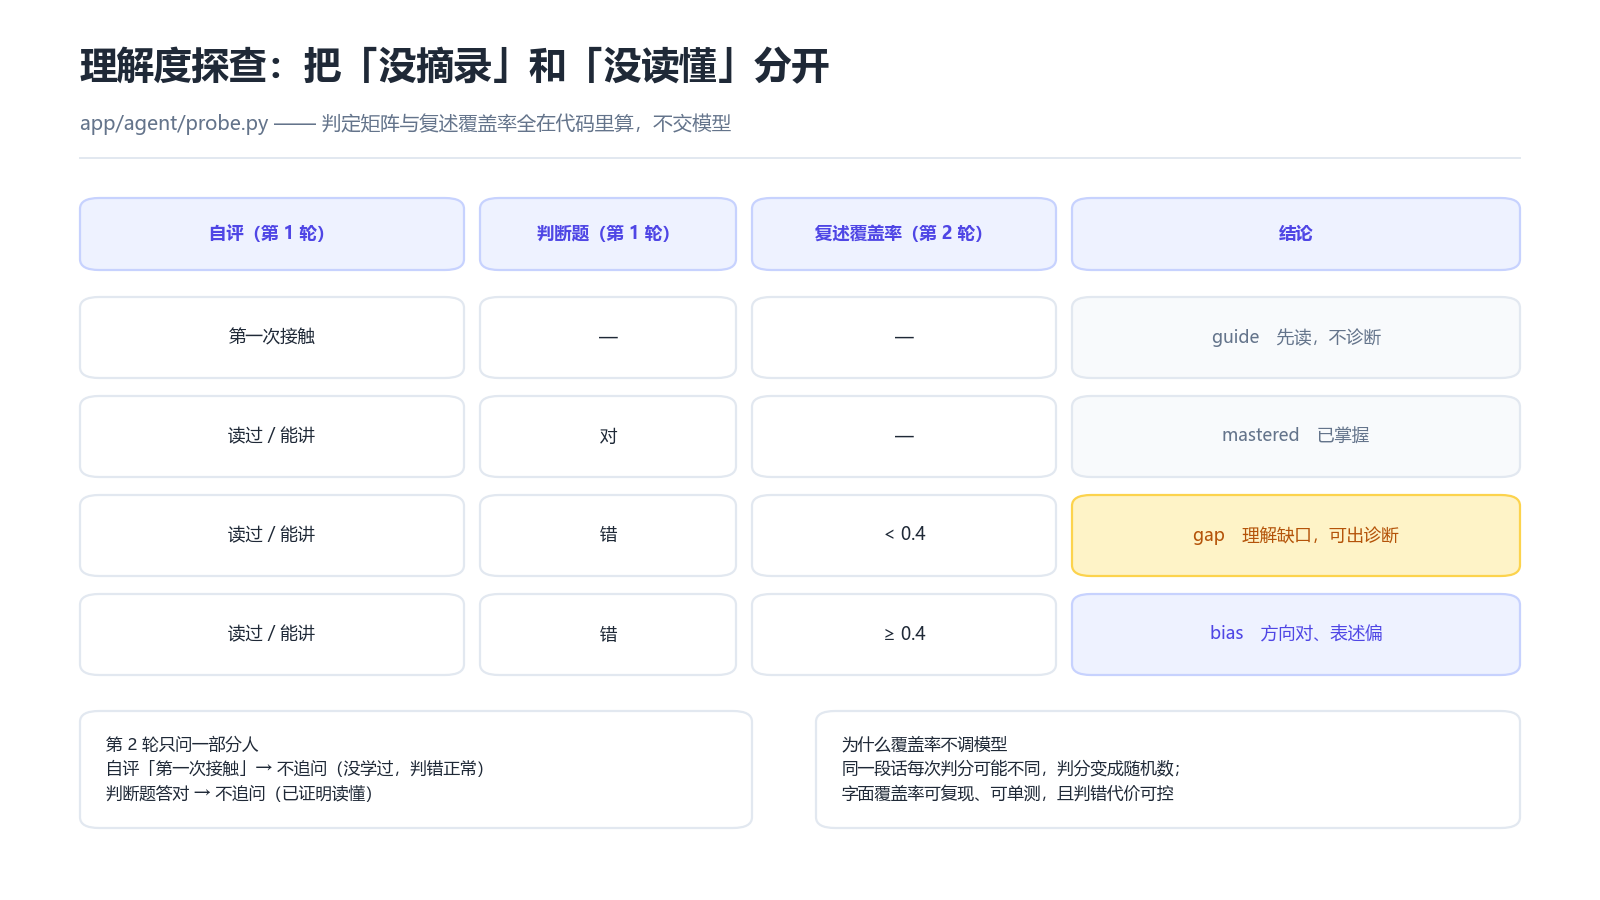 理解度探查：把「没摘录」和「没读懂」分开
app/agent/probe.py —— 判定矩阵与复述覆盖率全在代码里算，不交模型
自评（第 1 轮）
判断题（第 1 轮）
复述覆盖率（第 2 轮）
结论
第一次接触
—
—
guide 先读，不诊断
读过 / 能讲
对
—
mastered 已掌握
读过 / 能讲
错
< 0.4
gap 理解缺口，可出诊断
读过 / 能讲
错
≥ 0.4
bias 方向对、表述偏
第 2 轮只问一部分人
自评「第一次接触」→ 不追问（没学过，判错正常）
判断题答对 → 不追问（已证明读懂）
为什么覆盖率不调模型
同一段话每次判分可能不同，判分变成随机数；
字面覆盖率可复现、可单测，且判错代价可控